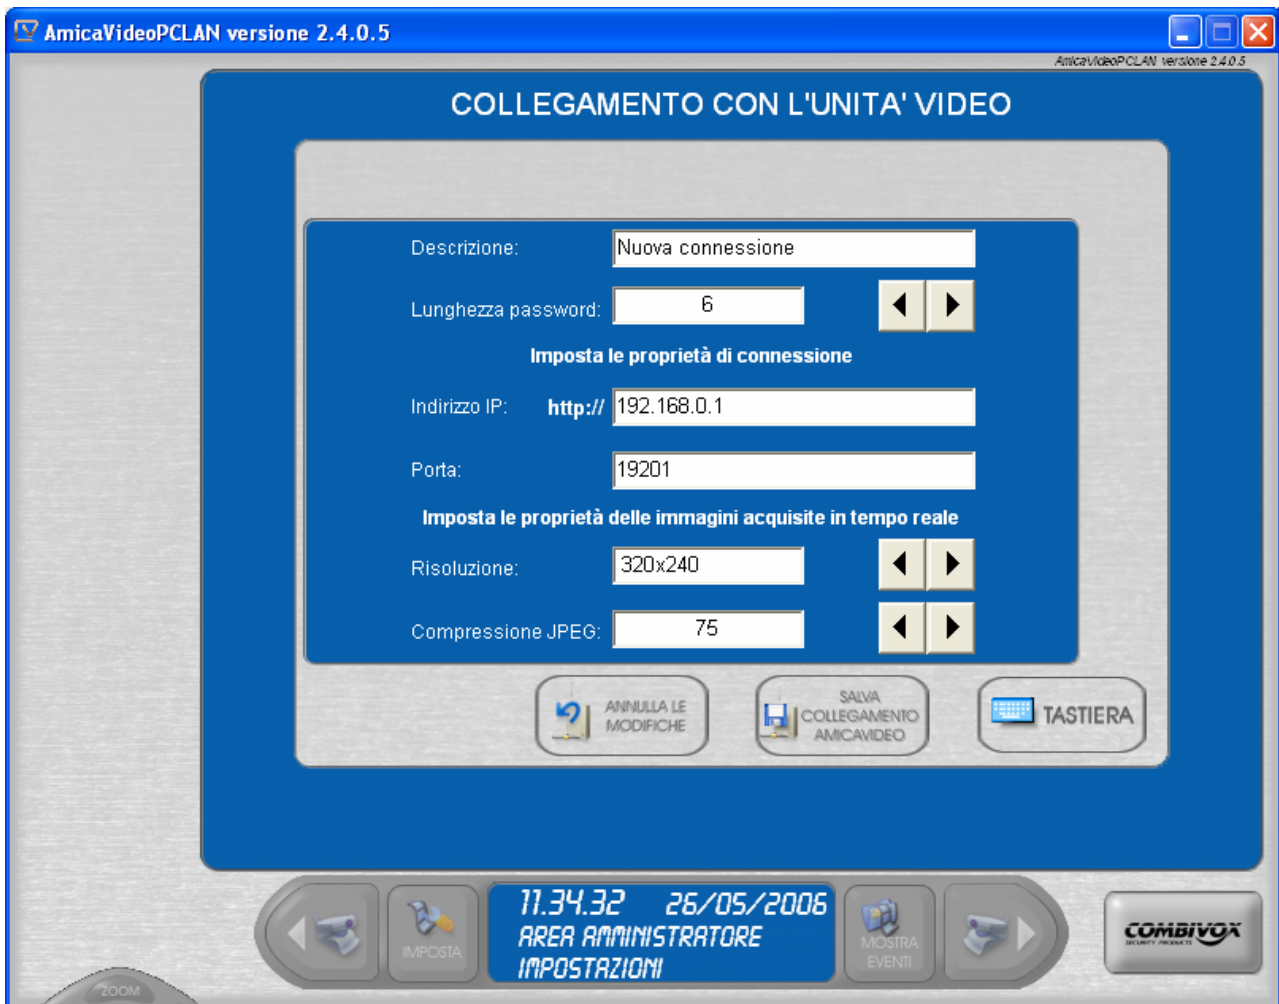 AmicaVideoPCLAN versione 2.4.0.5
AmicaVideoPCLAN versione 2.4.0.5
COLLEGAMENTO CON L'UNITA' VIDEO
Descrizione: Nuova connessione
Lunghezza password: 6
Imposta le proprietà di connessione
Indirizzo IP: http:// 192.168.0.1
Porta: 19201
Imposta le proprietà delle immagini acquisite in tempo reale
Risoluzione: 320x240
Compressione JPEG: 75
ANNULLA LE
MODIFICHE
SALVA
COLLEGAMENTO
AMICAVIDEO
TASTIERA
IMPOSTA
11.34.32 26/05/2006
AREA AMMINISTRATORE
IMPOSTAZIONI
MOSTRA
EVENTI
COMBIVOX
SECURITY PRODUCTS
ZOOM